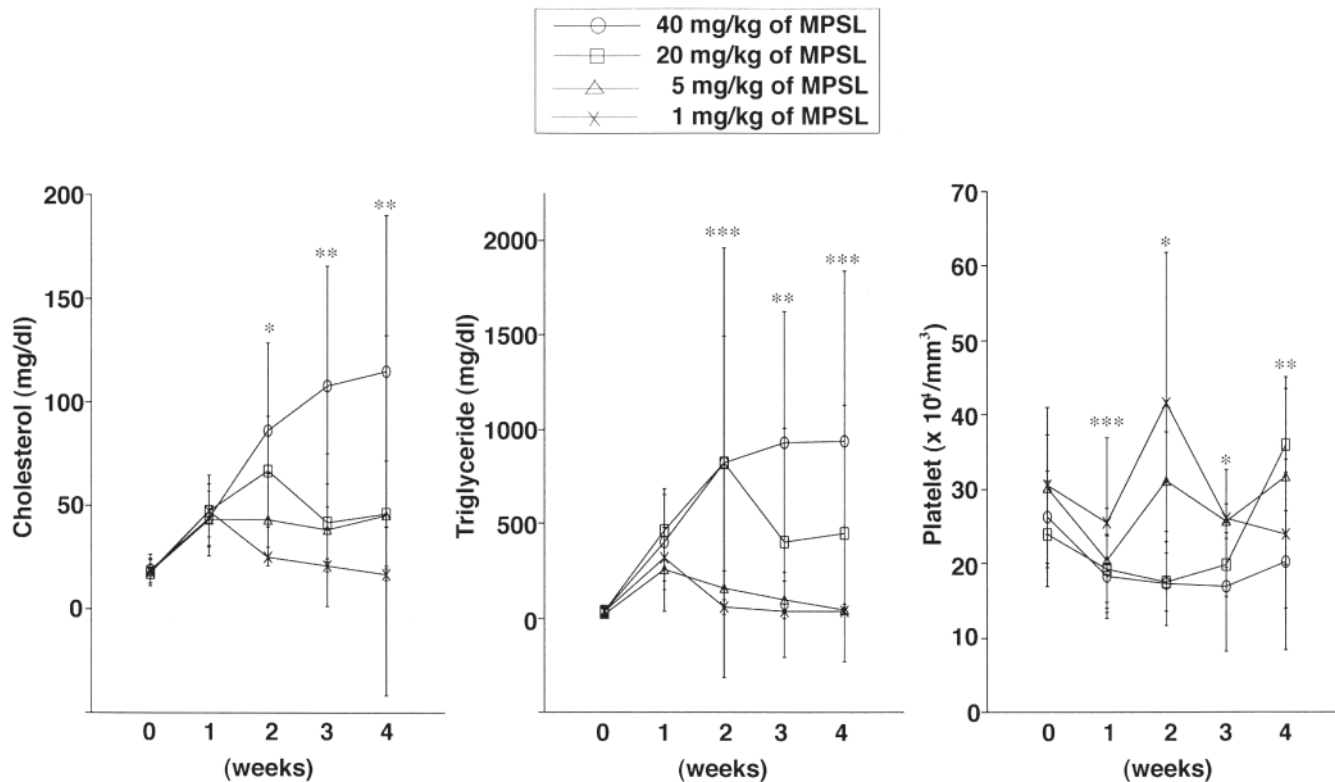 40 mg/kg of MPSL
20 mg/kg of MPSL
5 mg/kg of MPSL
1 mg/kg of MPSL
Cholesterol (mg/dl)
200
150
100
50
0
*
**
**
0 1 2 3 4
(weeks)
Triglyceride (mg/dl)
2000
1500
1000
500
0
***
**
***
0 1 2 3 4
(weeks)
Platelet (x 10⁴/mm³)
70
60
50
40
30
20
10
0
***
*
*
**
0 1 2 3 4
(weeks)